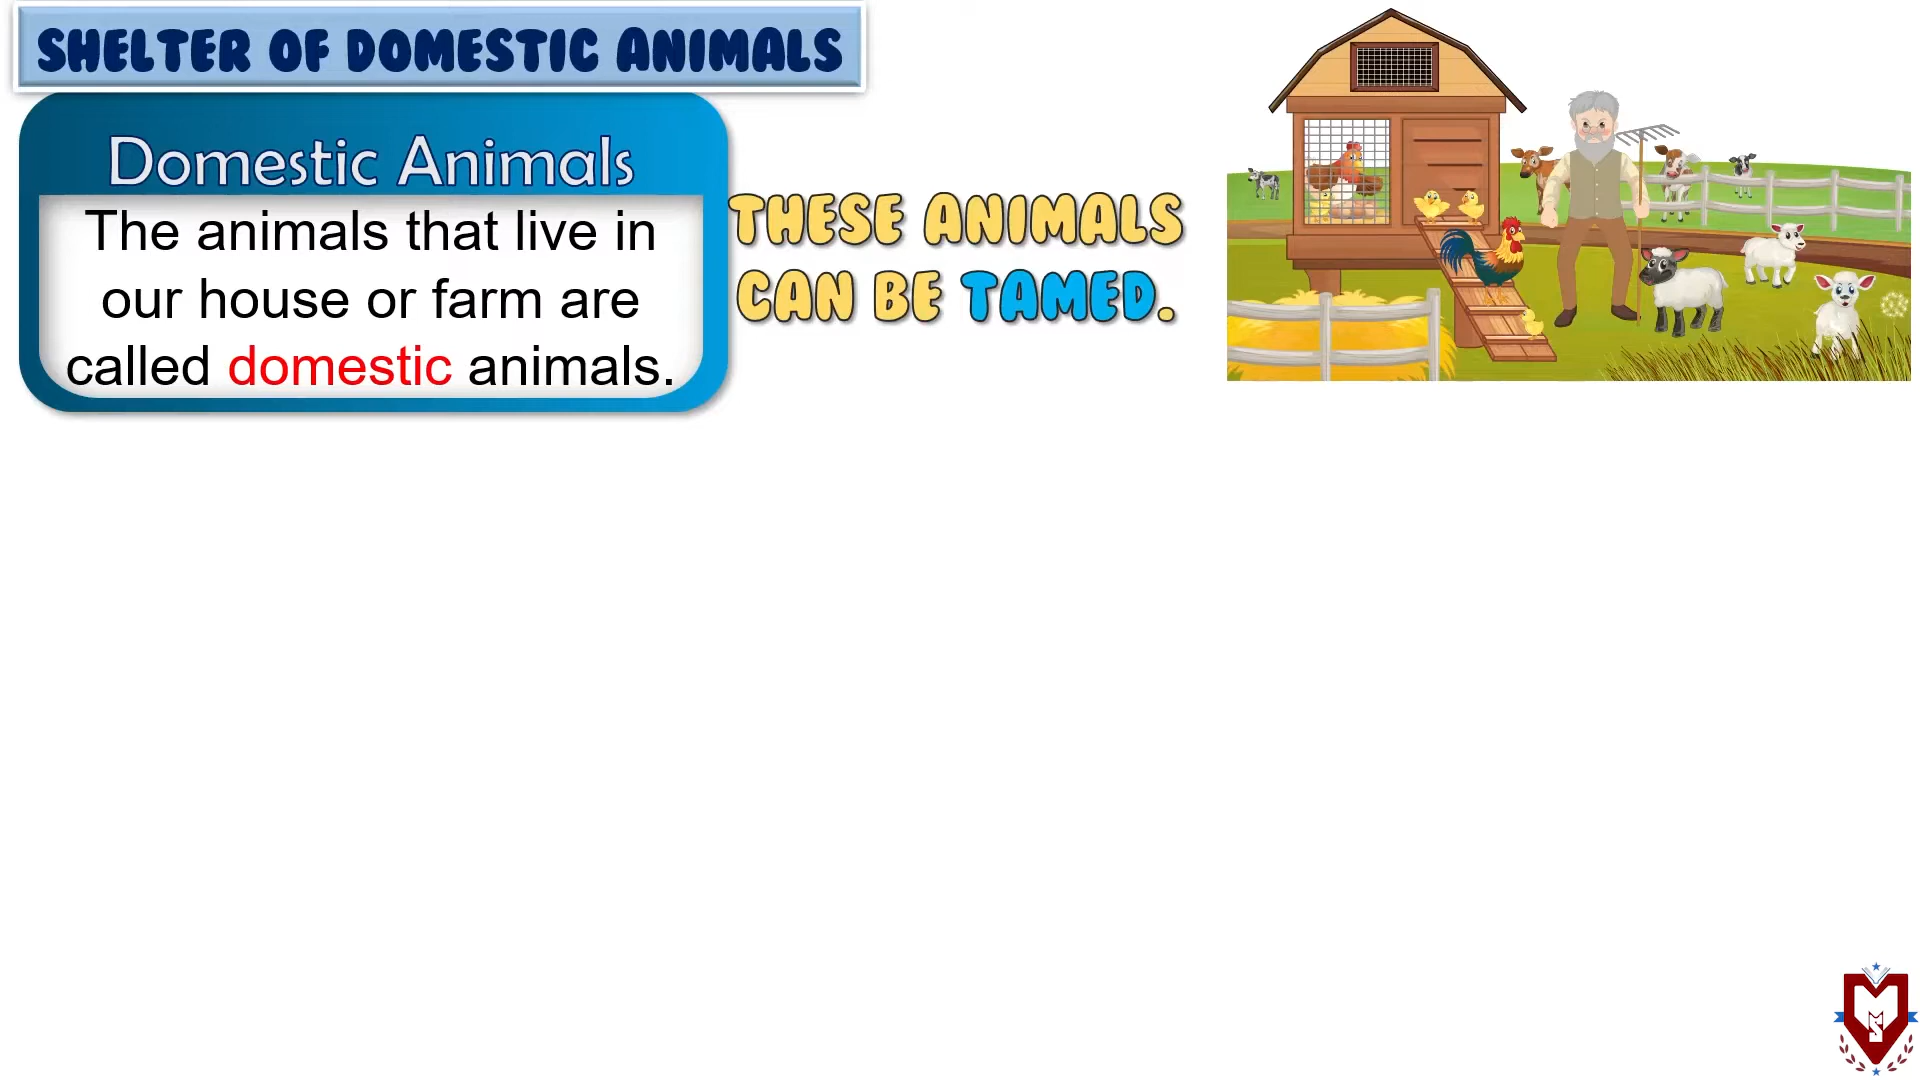 SHELTER OF DOMESTIC ANIMALS
Domestic Animals
The animals that live in
our house or farm are
called domestic animals.
THESE ANIMALS
CAN BE TAMED.